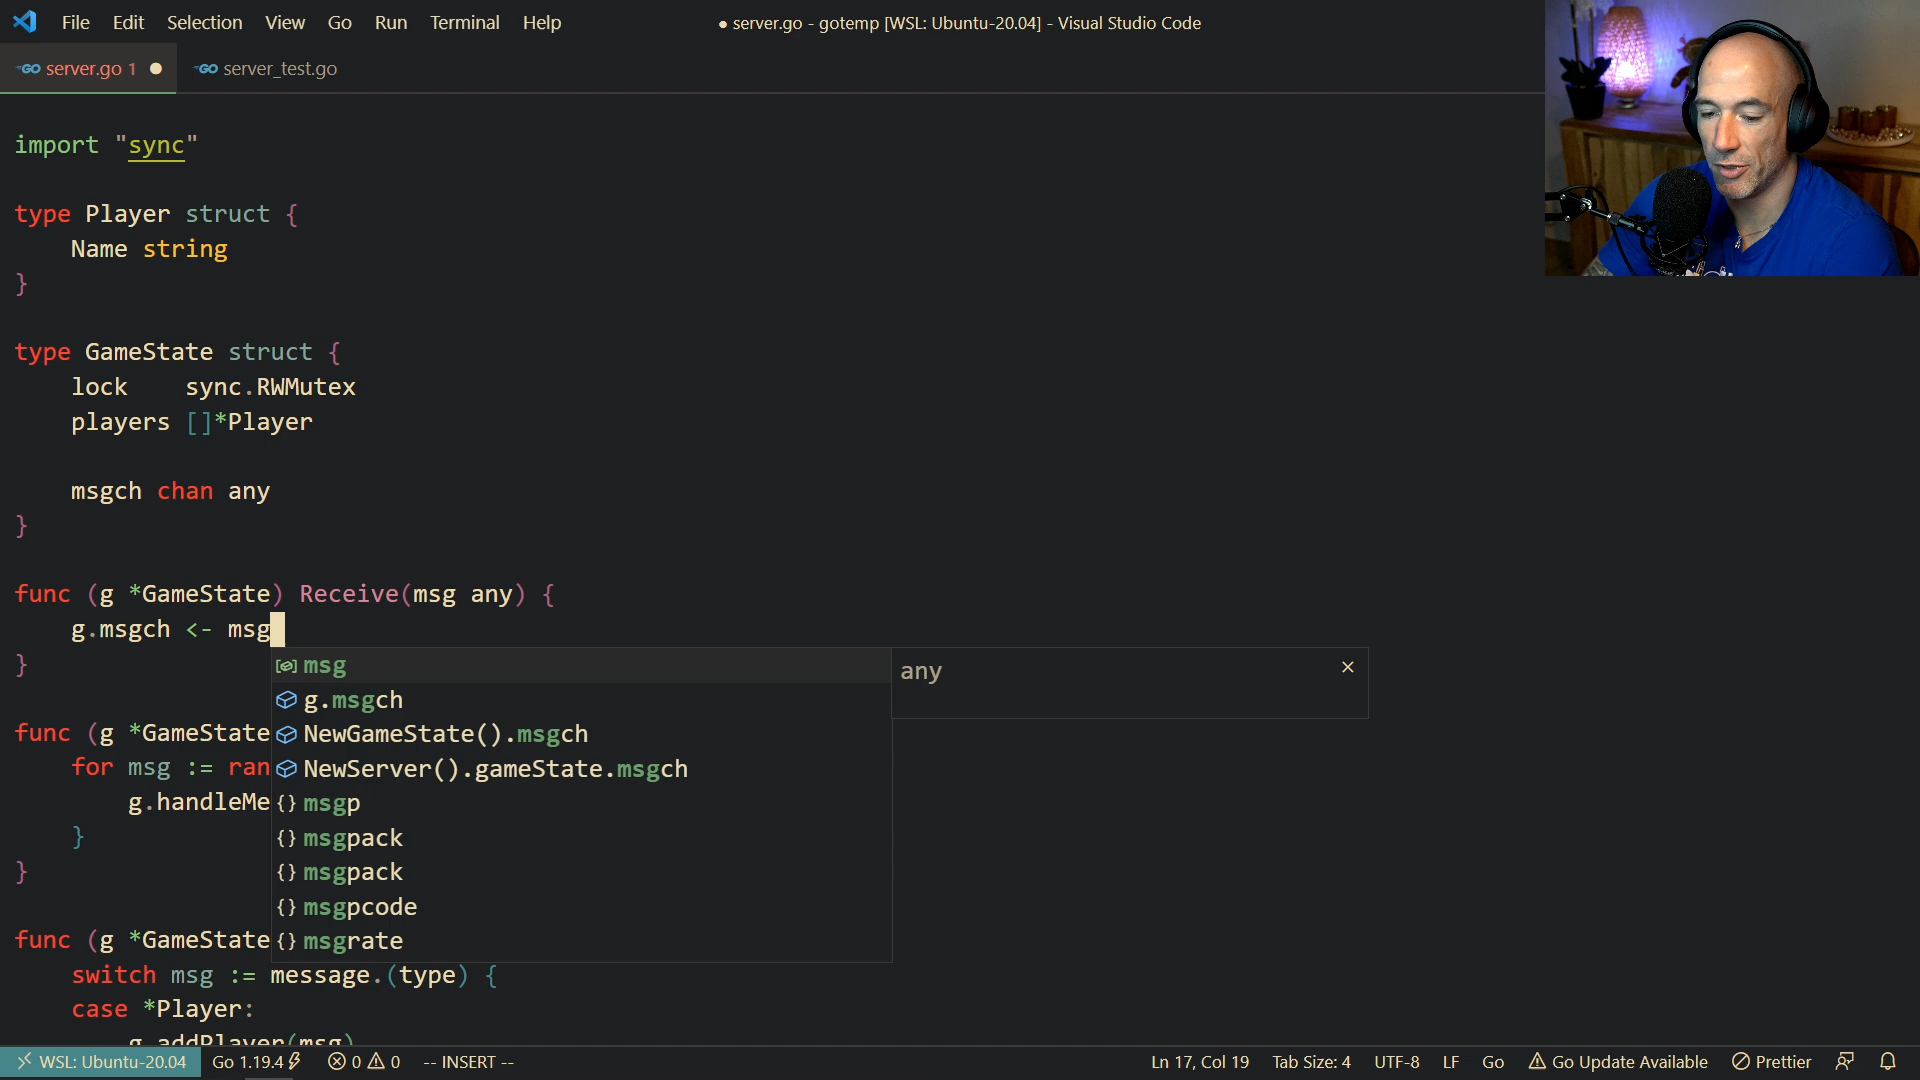 File Edit Selection View Go Run Terminal Help
● server.go - gotemp [WSL: Ubuntu-20.04] - Visual Studio Code
GO server.go 1 ●
GO server_test.go
import "sync"
type Player struct {
Name string
}
type GameState struct {
lock sync.RWMutex
players []*Player
msgch chan any
}
func (g *GameState) Receive(msg any) {
g.msgch <- msg
}
msg
any
g.msgch
func (g *GameState
NewGameState().msgch
for msg := ran
NewServer().gameState.msgch
g.handleMe
{} msgp
}
{} msgpack
}
{} msgpack
{} msgpcode
func (g *GameState
{} msgrate
switch msg := message.(type) {
case *Player:
g.addPlayer(msg)
WSL: Ubuntu-20.04 Go 1.19.4 0 0 -- INSERT -- Ln 17, Col 19 Tab Size: 4 UTF-8 LF Go Go Update Available Prettier